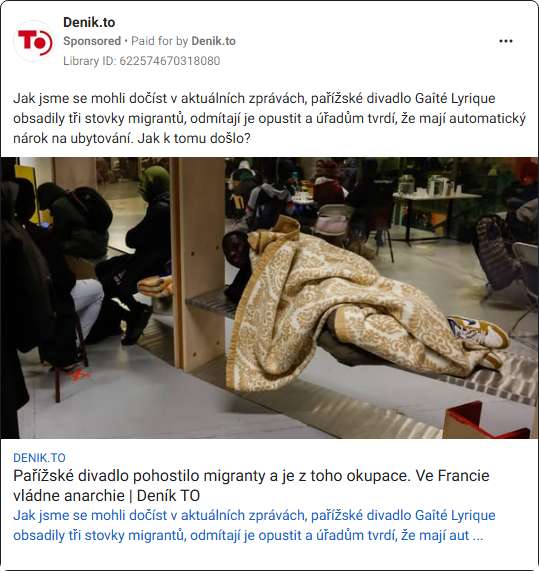 Denik.to
Sponsored • Paid for by Denik.to
Library ID: 622574670318080
TO
Jak jsme se mohli dočíst v aktuálních zprávách, pařížské divadlo Gaîté Lyrique
obsadily tři stovky migrantů, odmítají je opustit a úřadům tvrdí, že mají automatický
nárok na ubytování. Jak k tomu došlo?
DENIK.TO
Pařížské divadlo pohostilo migranty a je z toho okupace. Ve Francie
vládne anarchie | Deník TO
Jak jsme se mohli dočíst v aktuálních zprávách, pařížské divadlo Gaîté Lyrique
obsadily tři stovky migrantů, odmítají je opustit a úřadům tvrdí, že mají aut ...